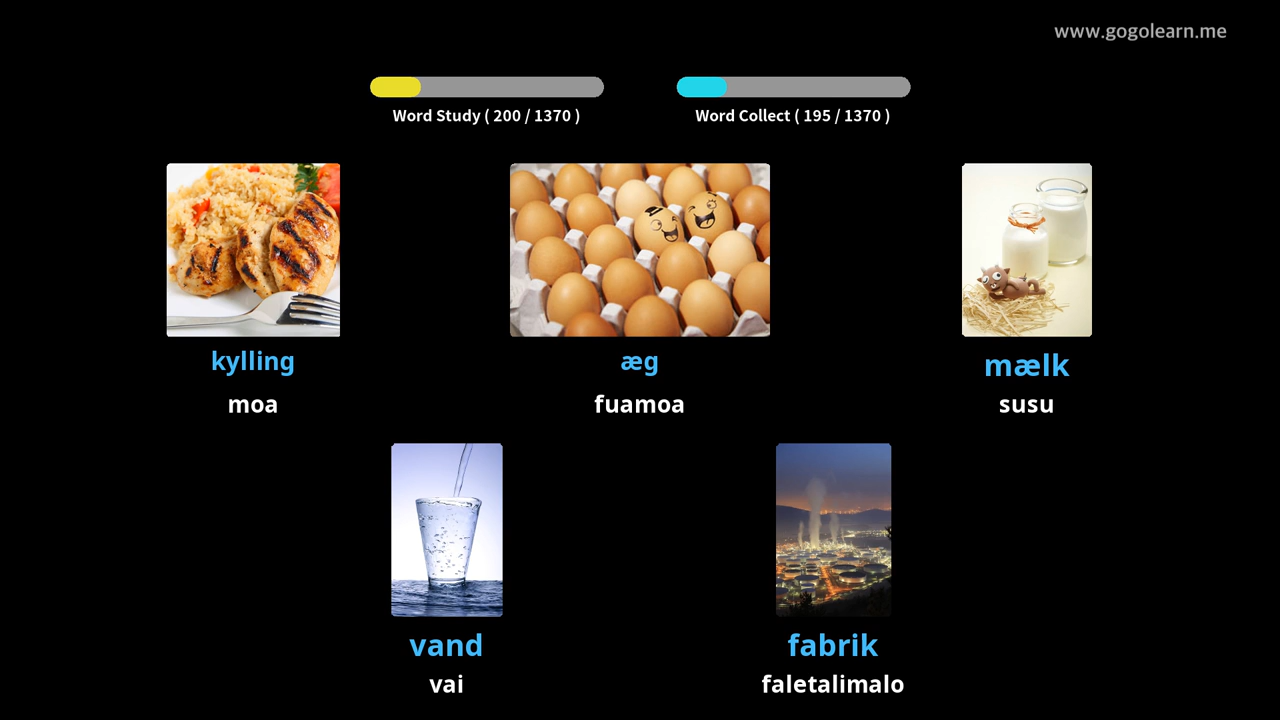 www.gogolearn.me
Word Study ( 200 / 1370 )
Word Collect ( 195 / 1370 )
kylling
æg
mælk
moa
fuamoa
susu
vand
fabrik
vai
faletalimalo